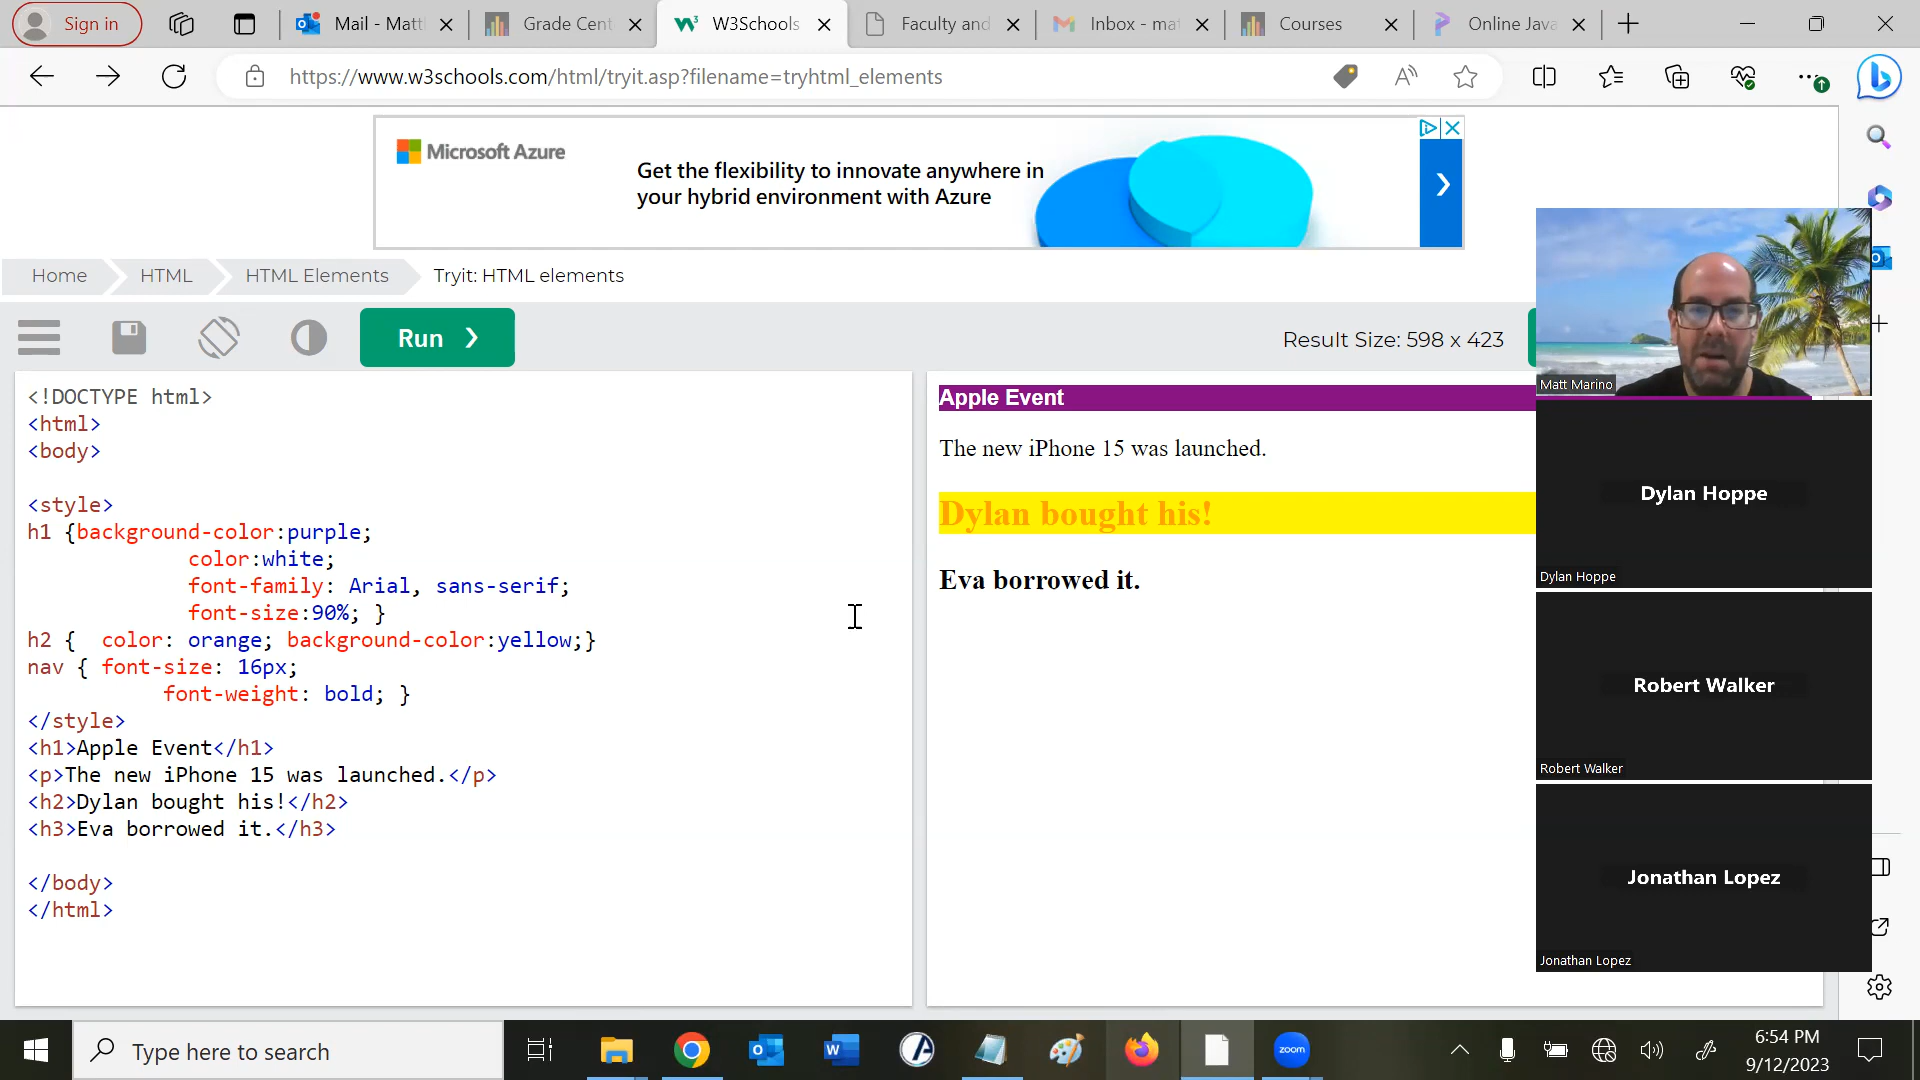 Sign in
Mail - Matt
Grade Cent
W3Schools
Faculty and
Inbox - mat
Courses
Online Java
https://www.w3schools.com/html/tryit.asp?filename=tryhtml_elements
Microsoft Azure
Get the flexibility to innovate anywhere in
your hybrid environment with Azure
Home
HTML
HTML Elements
Tryit: HTML elements
Run ❯
Result Size: 598 x 423
<!DOCTYPE html>
<html>
<body>
<style>
h1 {background-color:purple;
color:white;
font-family: Arial, sans-serif;
font-size:90%; }
h2 {  color: orange; background-color:yellow;}
nav { font-size: 16px;
font-weight: bold; }
</style>
<h1>Apple Event</h1>
<p>The new iPhone 15 was launched.</p>
<h2>Dylan bought his!</h2>
<h3>Eva borrowed it.</h3>
</body>
</html>
Apple Event
The new iPhone 15 was launched.
Dylan bought his!
Eva borrowed it.
Matt Marino
Dylan Hoppe
Dylan Hoppe
Robert Walker
Robert Walker
Jonathan Lopez
Jonathan Lopez
Type here to search
zoom
6:54 PM
9/12/2023